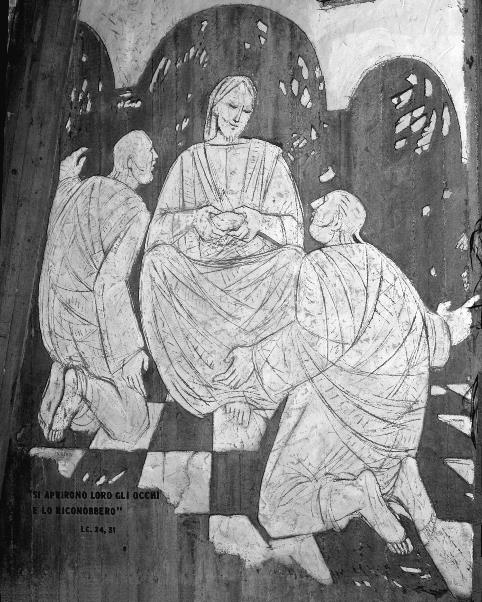 "SI APRIRONO LORO GLI OCCHI
E LO RICONOBBERO"
LC. 24, 31